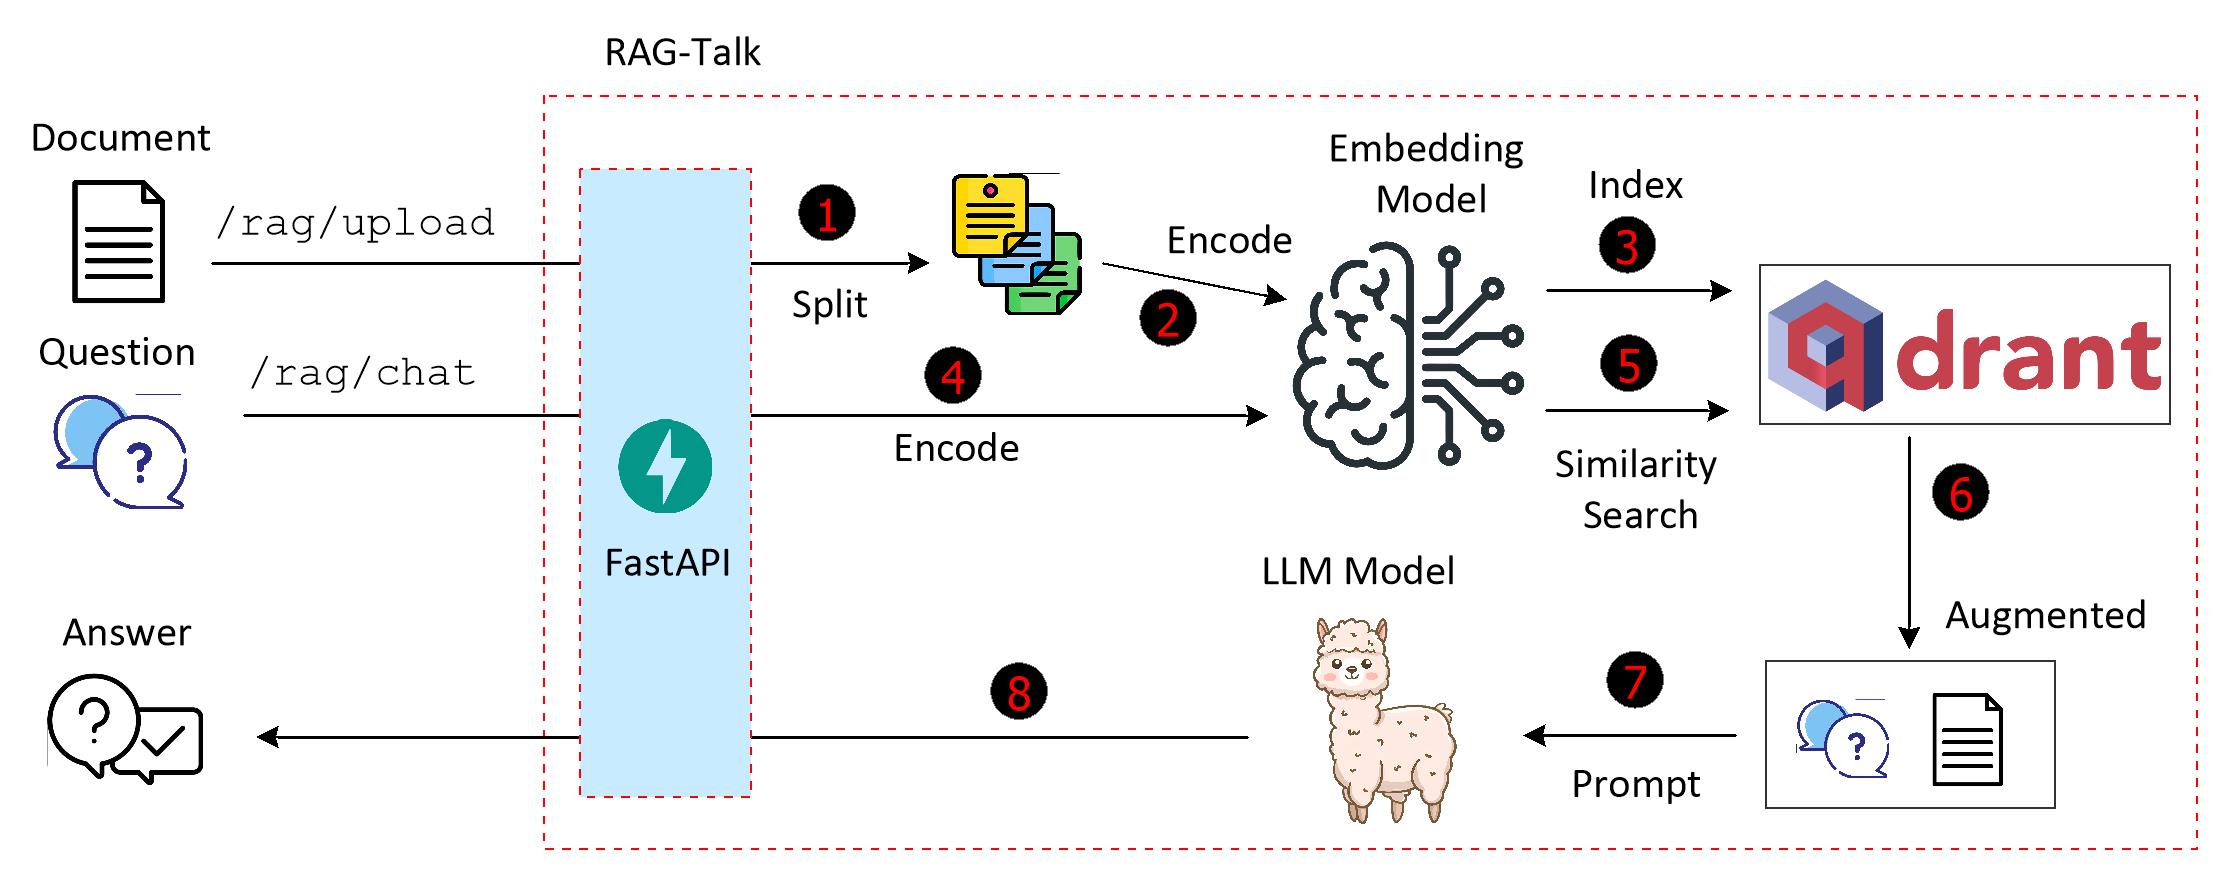 RAG-Talk
Document
/rag/upload
1
Split
Encode
2
Embedding
Model
Index
3
qdrant
Question
/rag/chat
4
Encode
5
Similarity
Search
?
FastAPI
6
Augmented
LLM Model
Answer
?
8
7
Prompt
?